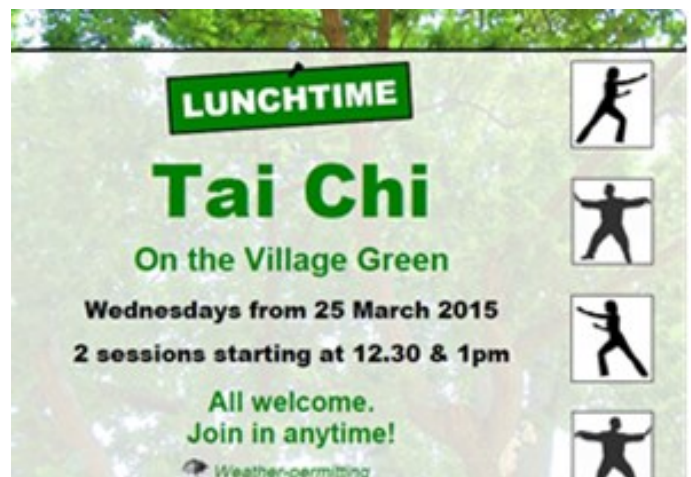 LUNCHTIME
Tai Chi
On the Village Green
Wednesdays from 25 March 2015
2 sessions starting at 12.30 & 1pm
All welcome.
Join in anytime!
Weather-permitting